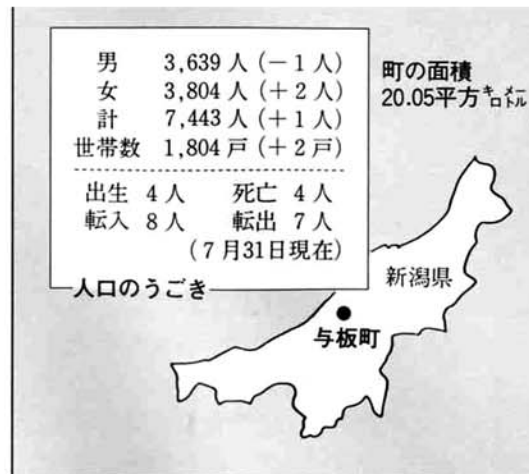 男 3,639人(−1人)
女 3,804人(+2人)
計 7,443人(+1人)
世帯数 1,804戸(+2戸)
出生 4人 死亡 4人
転入 8人 転出 7人
(7月31日現在)
人口のうごき
町の面積
20.05平方キロメートル
新潟県
与板町